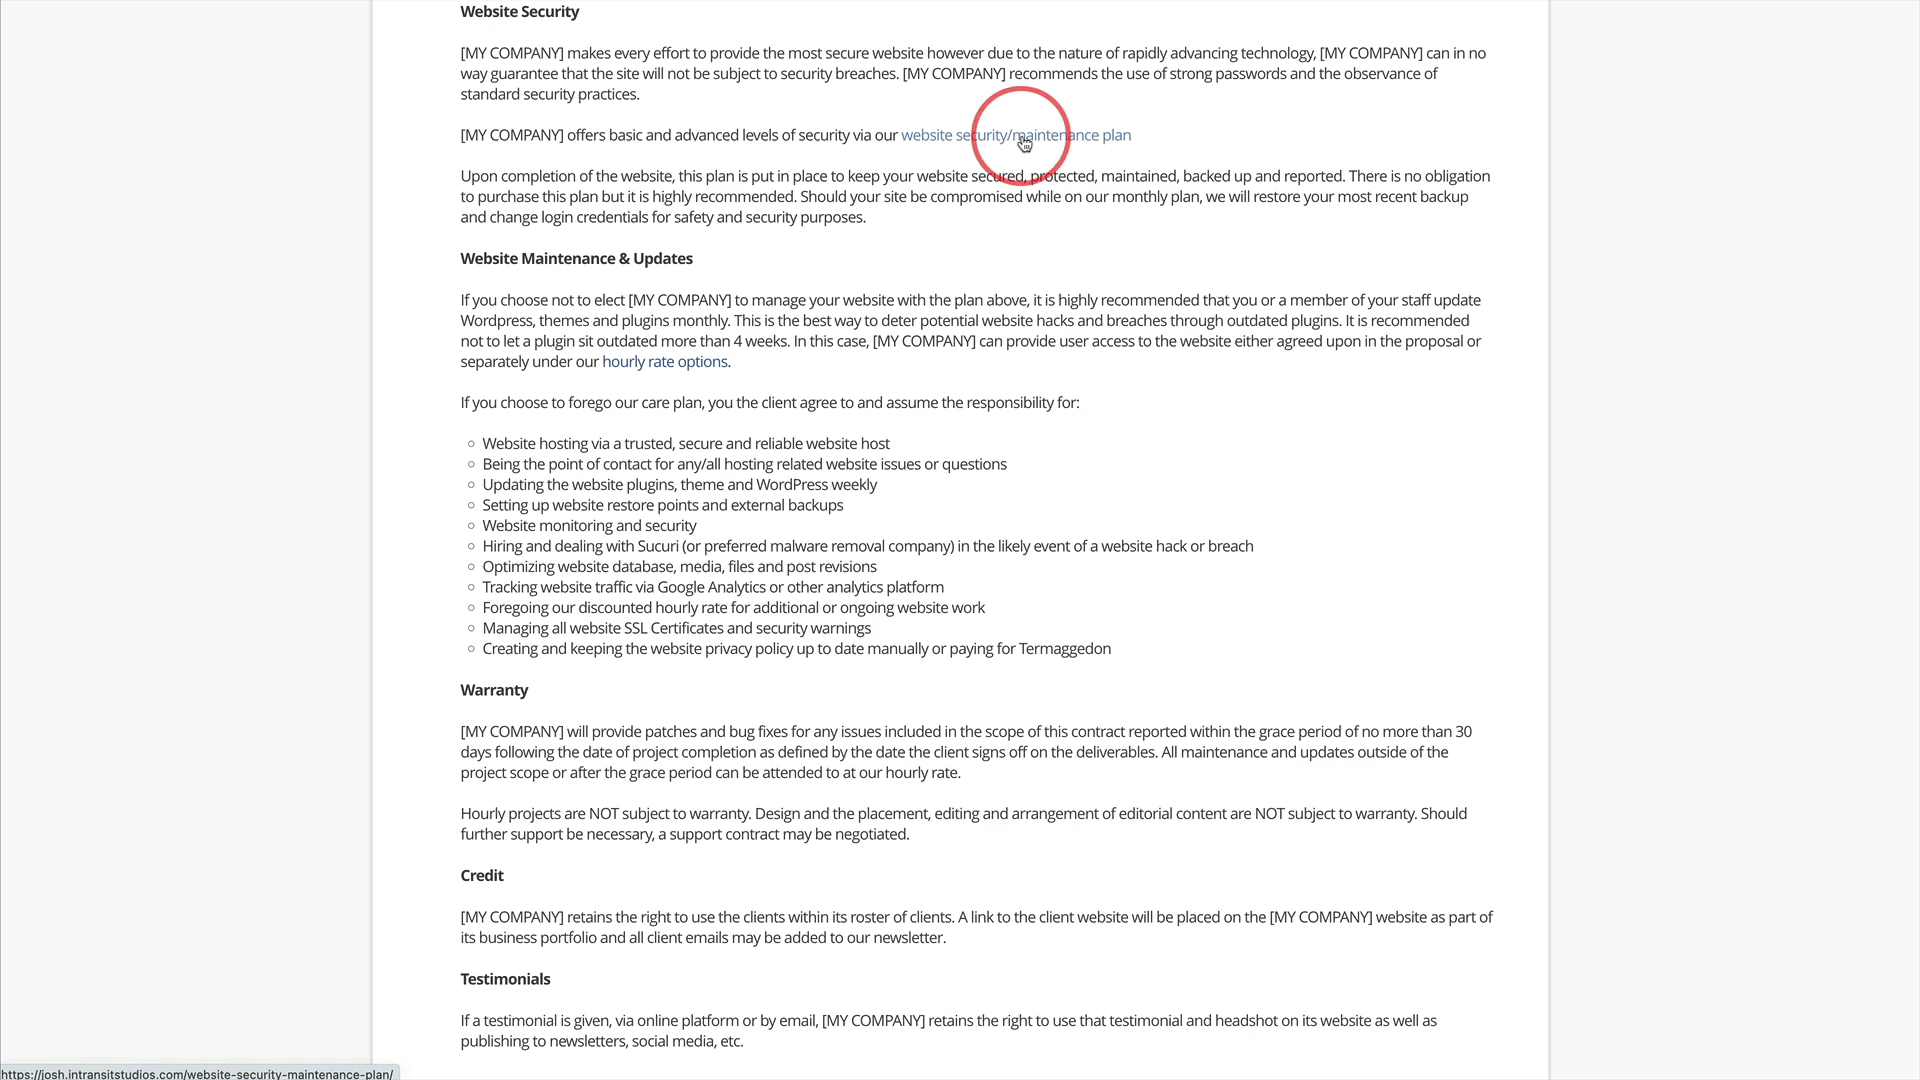 Website Security
[MY COMPANY] makes every effort to provide the most secure website however due to the nature of rapidly advancing technology, [MY COMPANY] can in no
way guarantee that the site will not be subject to security breaches. [MY COMPANY] recommends the use of strong passwords and the observance of
standard security practices.
[MY COMPANY] offers basic and advanced levels of security via our website security/maintenance plan
Upon completion of the website, this plan is put in place to keep your website secured, protected, maintained, backed up and reported. There is no obligation
to purchase this plan but it is highly recommended. Should your site be compromised while on our monthly plan, we will restore your most recent backup
and change login credentials for safety and security purposes.
Website Maintenance & Updates
If you choose not to elect [MY COMPANY] to manage your website with the plan above, it is highly recommended that you or a member of your staff update
Wordpress, themes and plugins monthly. This is the best way to deter potential website hacks and breaches through outdated plugins. It is recommended
not to let a plugin sit outdated more than 4 weeks. In this case, [MY COMPANY] can provide user access to the website either agreed upon in the proposal or
separately under our hourly rate options.
If you choose to forego our care plan, you the client agree to and assume the responsibility for:
Website hosting via a trusted, secure and reliable website host
Being the point of contact for any/all hosting related website issues or questions
Updating the website plugins, theme and WordPress weekly
Setting up website restore points and external backups
Website monitoring and security
Hiring and dealing with Sucuri (or preferred malware removal company) in the likely event of a website hack or breach
Optimizing website database, media, files and post revisions
Tracking website traffic via Google Analytics or other analytics platform
Foregoing our discounted hourly rate for additional or ongoing website work
Managing all website SSL Certificates and security warnings
Creating and keeping the website privacy policy up to date manually or paying for Termaggedon
Warranty
[MY COMPANY] will provide patches and bug fixes for any issues included in the scope of this contract reported within the grace period of no more than 30
days following the date of project completion as defined by the date the client signs off on the deliverables. All maintenance and updates outside of the
project scope or after the grace period can be attended to at our hourly rate.
Hourly projects are NOT subject to warranty. Design and the placement, editing and arrangement of editorial content are NOT subject to warranty. Should
further support be necessary, a support contract may be negotiated.
Credit
[MY COMPANY] retains the right to use the clients within its roster of clients. A link to the client website will be placed on the [MY COMPANY] website as part of
its business portfolio and all client emails may be added to our newsletter.
Testimonials
If a testimonial is given, via online platform or by email, [MY COMPANY] retains the right to use that testimonial and headshot on its website as well as
publishing to newsletters, social media, etc.
https://josh.intransitstudios.com/website-security-maintenance-plan/